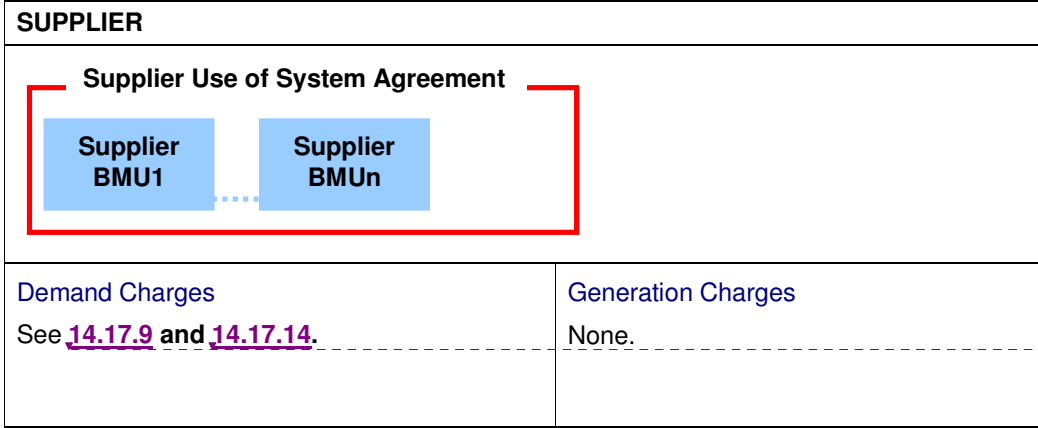 SUPPLIER
Supplier Use of System Agreement
Supplier
BMU1
Supplier
BMUn
Demand Charges
See 14.17.9 and 14.17.14.
Generation Charges
None.